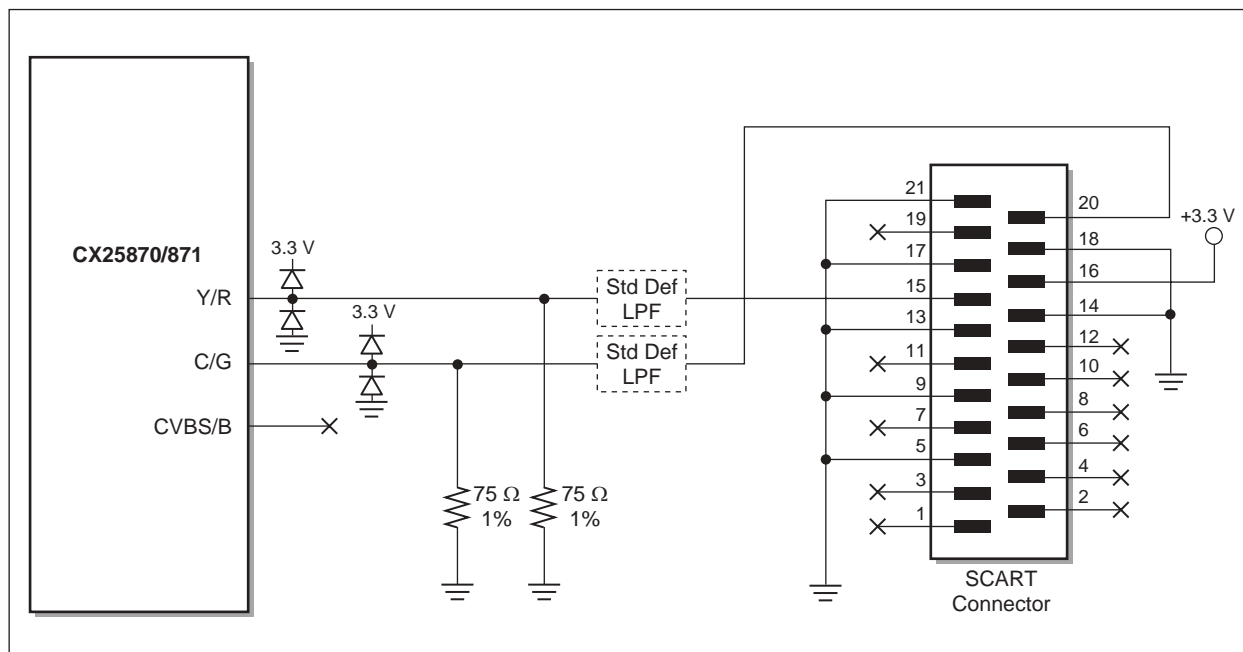 CX25870/871
Y/R
C/G
CVBS/B
3.3 V
3.3 V
75 Ω
1%
75 Ω
1%
Std Def
LPF
Std Def
LPF
21
19
17
15
13
11
9
7
5
3
1
20
18
16
14
12
10
8
6
4
2
+3.3 V
SCART
Connector